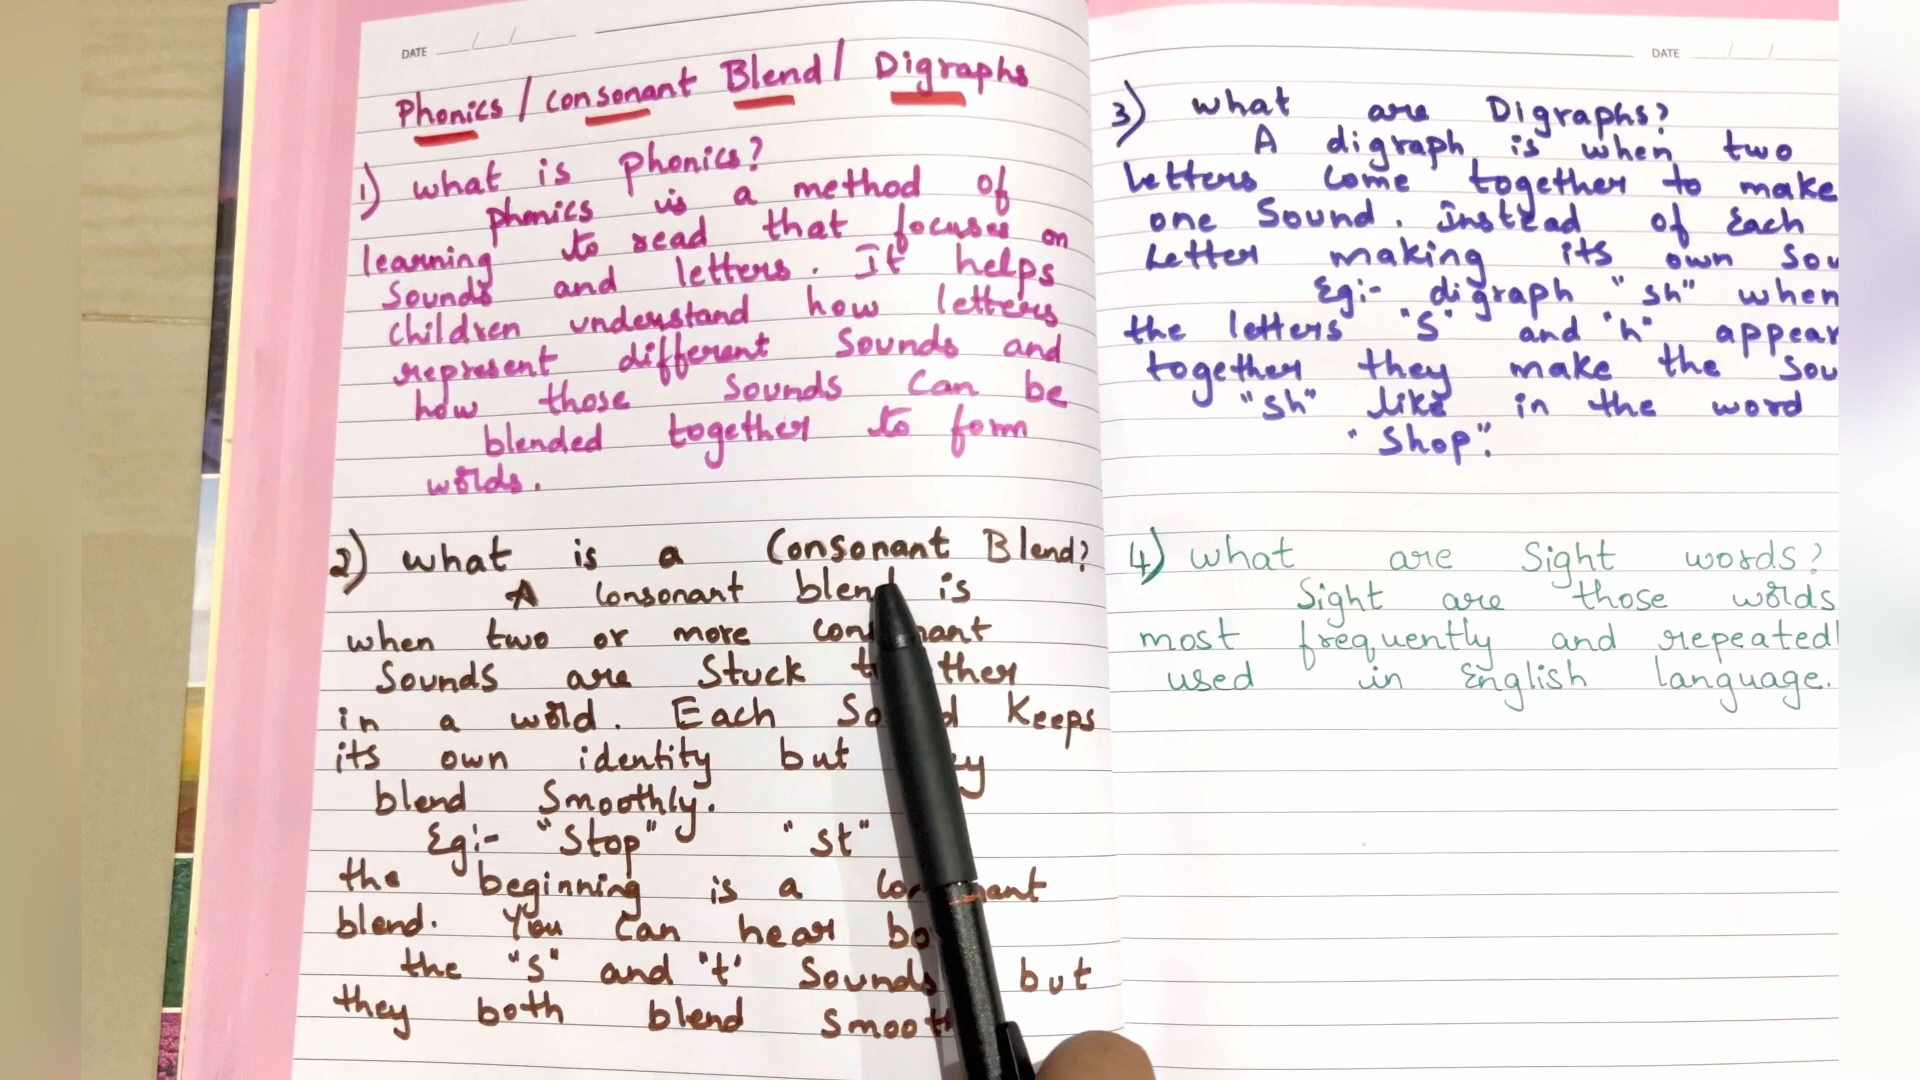 DATE
Phonics / Consonant Blend / Digraphs
1) what is phonics?
phonics is a method of
learning to read that focuses on
Sounds and letters. It helps
children understand how letters
represent different Sounds and
how those sounds can be
blended together to form
words.
2) what is a Consonant Blend?
A consonant blend is
when two or more
Sounds are Stuck
in a word. Each Keeps
its own identity but
blend Smoothly.
Eg:- "Stop" "st"
the beginning is a
blend. You can hear
the "S" and "t" Sounds but
they both blend
DATE
3) what are Digraphs?
A digraph is when two
Letters come together to make
one Sound. Instead of Each
Letter making its own
Eg:- digraph "sh" when
the letters "S" and "h" appear
together they make the
"sh" like in the word
"Shop".
4) what are Sight words?
Sight are those words
most frequently and
used in English language.